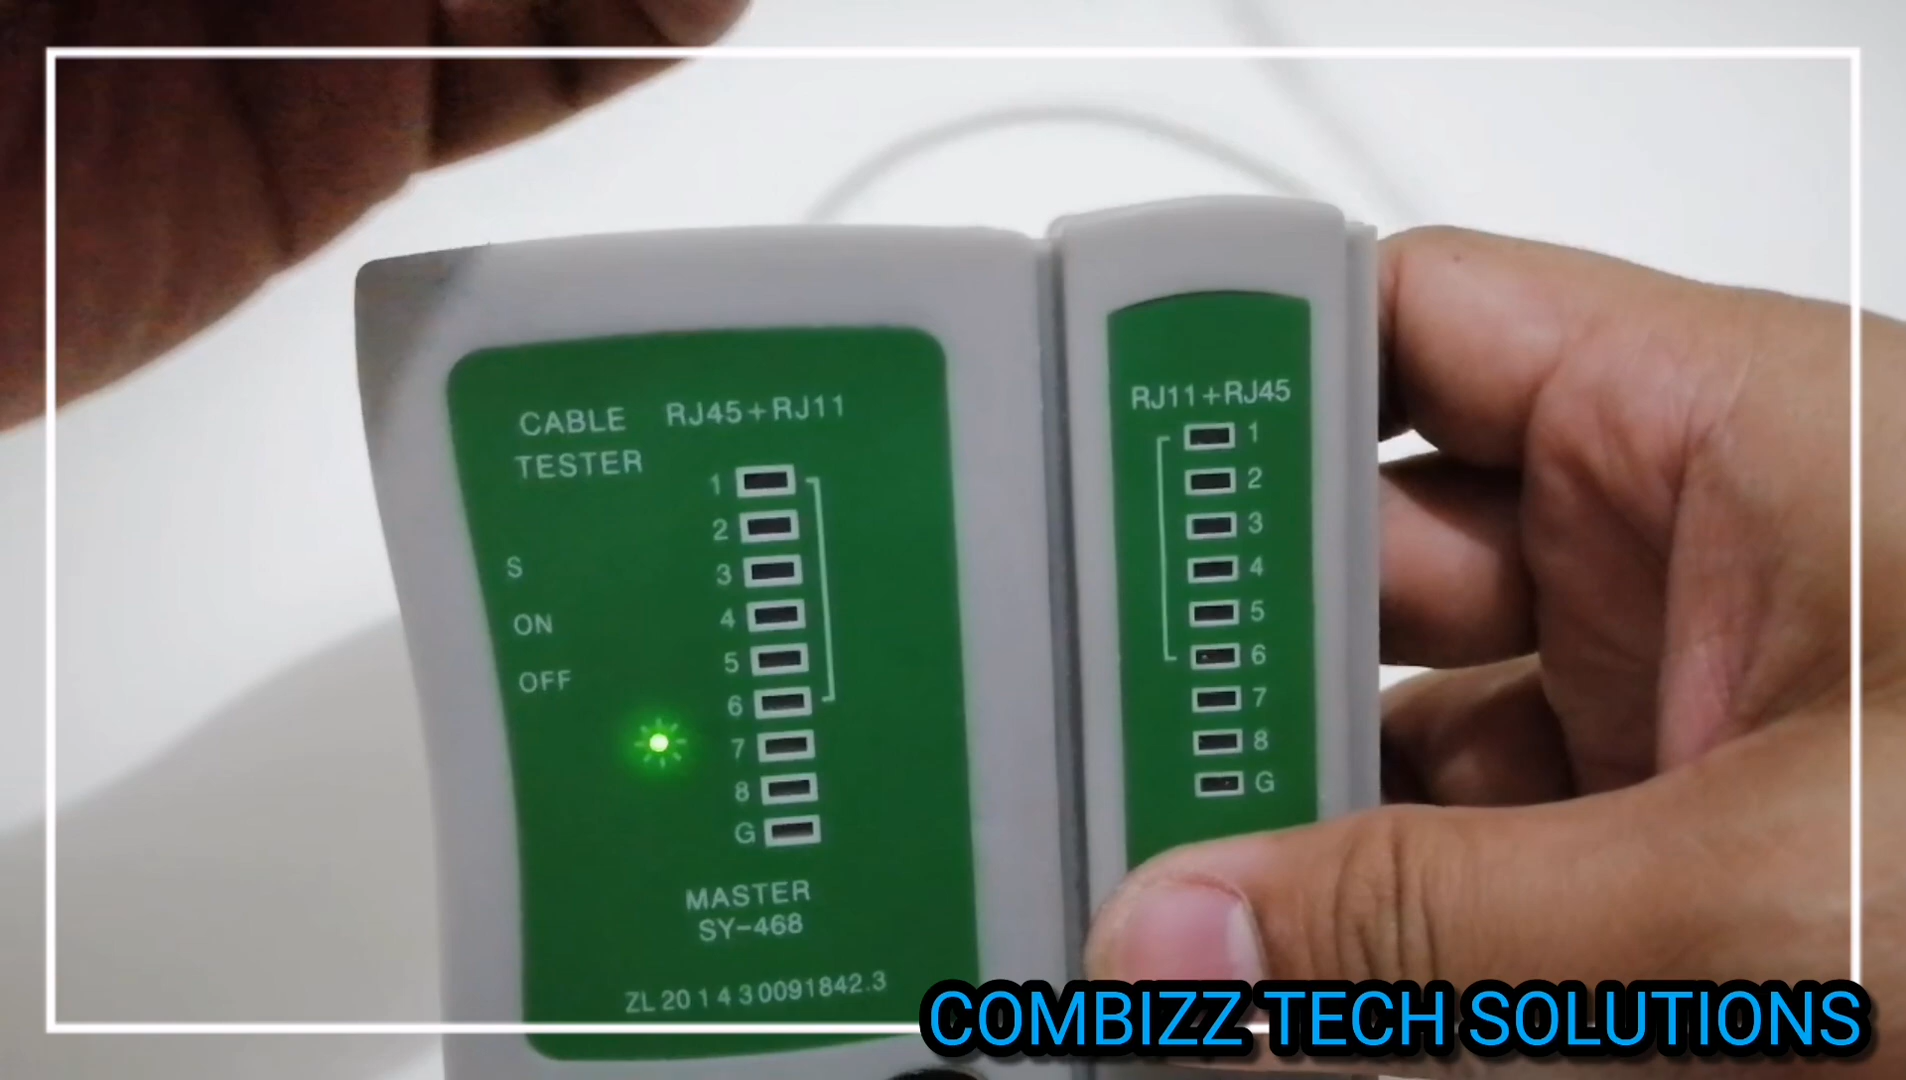 CABLE RJ45+RJ11
TESTER
1
2
S
3
ON
4
5
OFF
6
7
8
G
MASTER
SY-468
ZL 20 1 4 3 0091842.3
RJ11+RJ45
1
2
3
4
5
6
7
8
G
COMBIZZ TECH SOLUTIONS